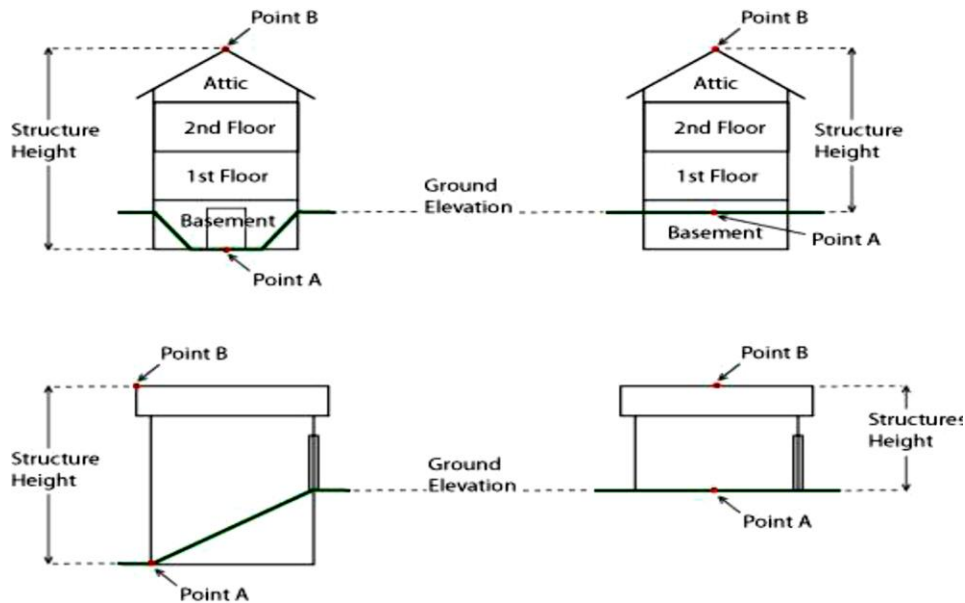 Point B
Point B
Attic
Attic
Structure
Height
2nd Floor
2nd Floor
Structure
Height
1st Floor
1st Floor
Ground
Elevation
Basement
Basement
Point A
Point A
Point B
Point B
Structures
Height
Structure
Height
Ground
Elevation
Point A
Point A